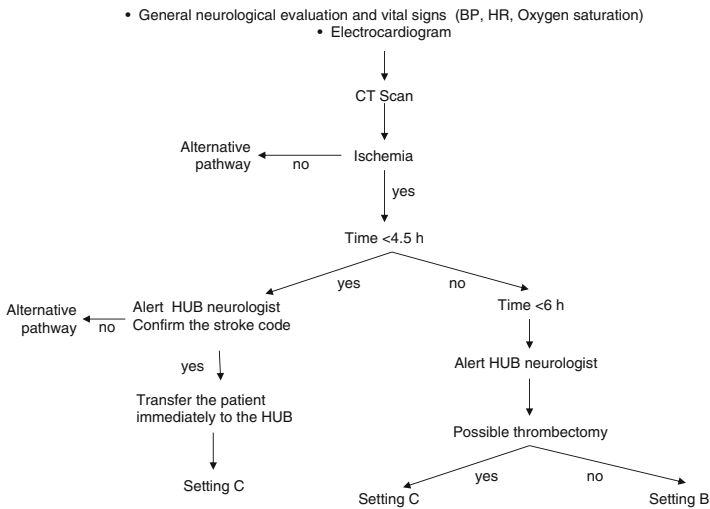 • General neurological evaluation and vital signs (BP, HR, Oxygen saturation)
• Electrocardiogram
CT Scan
Alternative
pathway
no
Ischemia
yes
Time <4.5 h
yes
no
Alternative
pathway
no
Alert HUB neurologist
Confirm the stroke code
Time <6 h
yes
Alert HUB neurologist
Transfer the patient
immediately to the HUB
Possible thrombectomy
Setting C
yes
no
Setting C
Setting B